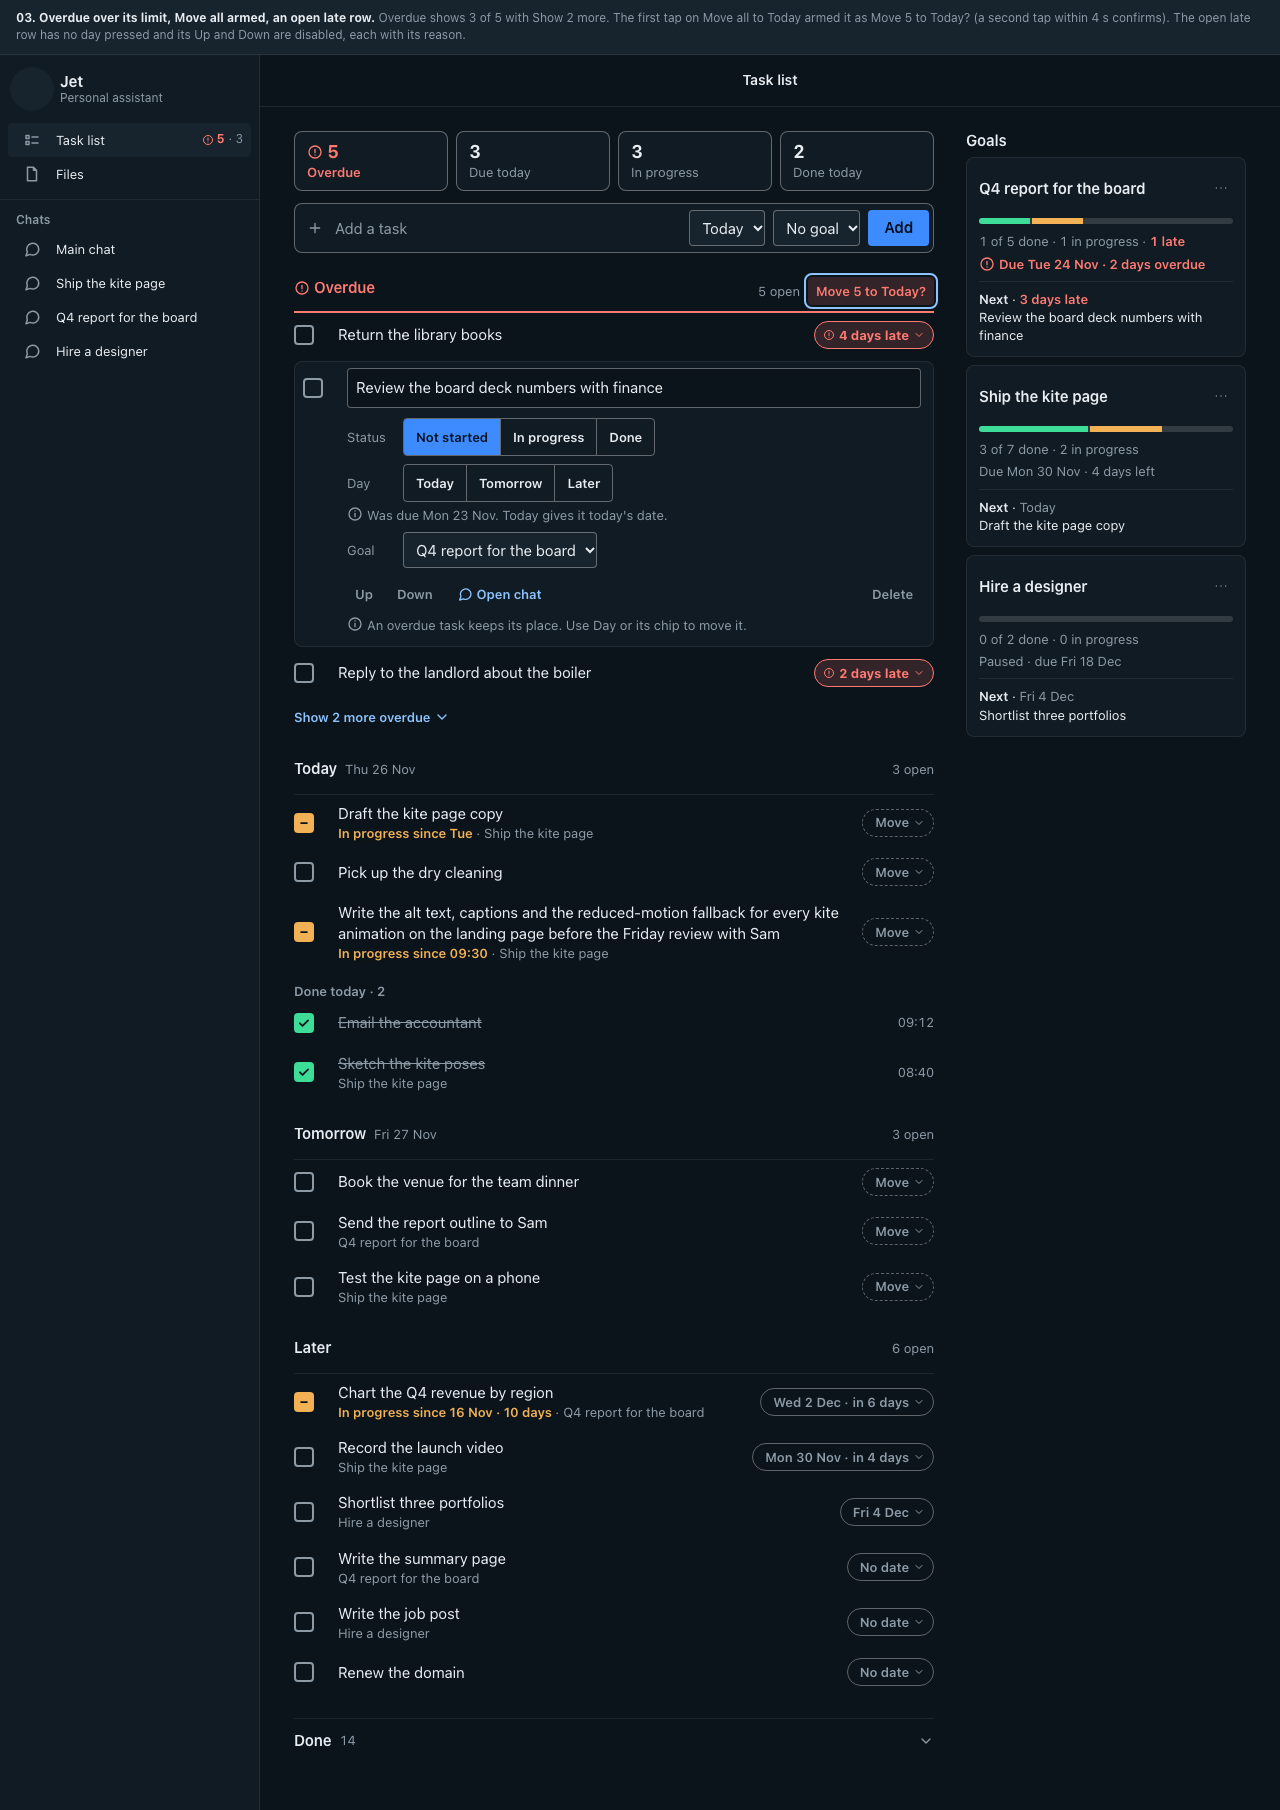 03. Overdue over its limit, Move all armed, an open late row. Overdue shows 3 of 5 with Show 2 more. The first tap on Move all to Today armed it as Move 5 to Today? (a second tap within 4 s confirms). The open late
row has no day pressed and its Up and Down are disabled, each with its reason.
Jet
Personal assistant
Task list
5 · 3
Files
Chats
Main chat
Ship the kite page
Q4 report for the board
Hire a designer
Task list
5
Overdue
3
Due today
3
In progress
2
Done today
Add a task
Today
No goal
Add
Overdue
5 open
Move 5 to Today?
Return the library books
4 days late
Review the board deck numbers with finance
Status
Not started
In progress
Done
Day
Today
Tomorrow
Later
Was due Mon 23 Nov. Today gives it today's date.
Goal
Q4 report for the board
Up
Down
Open chat
Delete
An overdue task keeps its place. Use Day or its chip to move it.
Reply to the landlord about the boiler
2 days late
Show 2 more overdue
Today Thu 26 Nov
3 open
Draft the kite page copy
In progress since Tue · Ship the kite page
Move
Pick up the dry cleaning
Move
Write the alt text, captions and the reduced-motion fallback for every kite
animation on the landing page before the Friday review with Sam
In progress since 09:30 · Ship the kite page
Move
Done today · 2
Email the accountant
09:12
Sketch the kite poses
Ship the kite page
08:40
Tomorrow Fri 27 Nov
3 open
Book the venue for the team dinner
Move
Send the report outline to Sam
Q4 report for the board
Move
Test the kite page on a phone
Ship the kite page
Move
Later
6 open
Chart the Q4 revenue by region
In progress since 16 Nov · 10 days · Q4 report for the board
Wed 2 Dec · in 6 days
Record the launch video
Ship the kite page
Mon 30 Nov · in 4 days
Shortlist three portfolios
Hire a designer
Fri 4 Dec
Write the summary page
Q4 report for the board
No date
Write the job post
Hire a designer
No date
Renew the domain
No date
Done 14
Goals
Q4 report for the board
1 of 5 done · 1 in progress · 1 late
Due Tue 24 Nov · 2 days overdue
Next · 3 days late
Review the board deck numbers with
finance
Ship the kite page
3 of 7 done · 2 in progress
Due Mon 30 Nov · 4 days left
Next · Today
Draft the kite page copy
Hire a designer
0 of 2 done · 0 in progress
Paused · due Fri 18 Dec
Next · Fri 4 Dec
Shortlist three portfolios